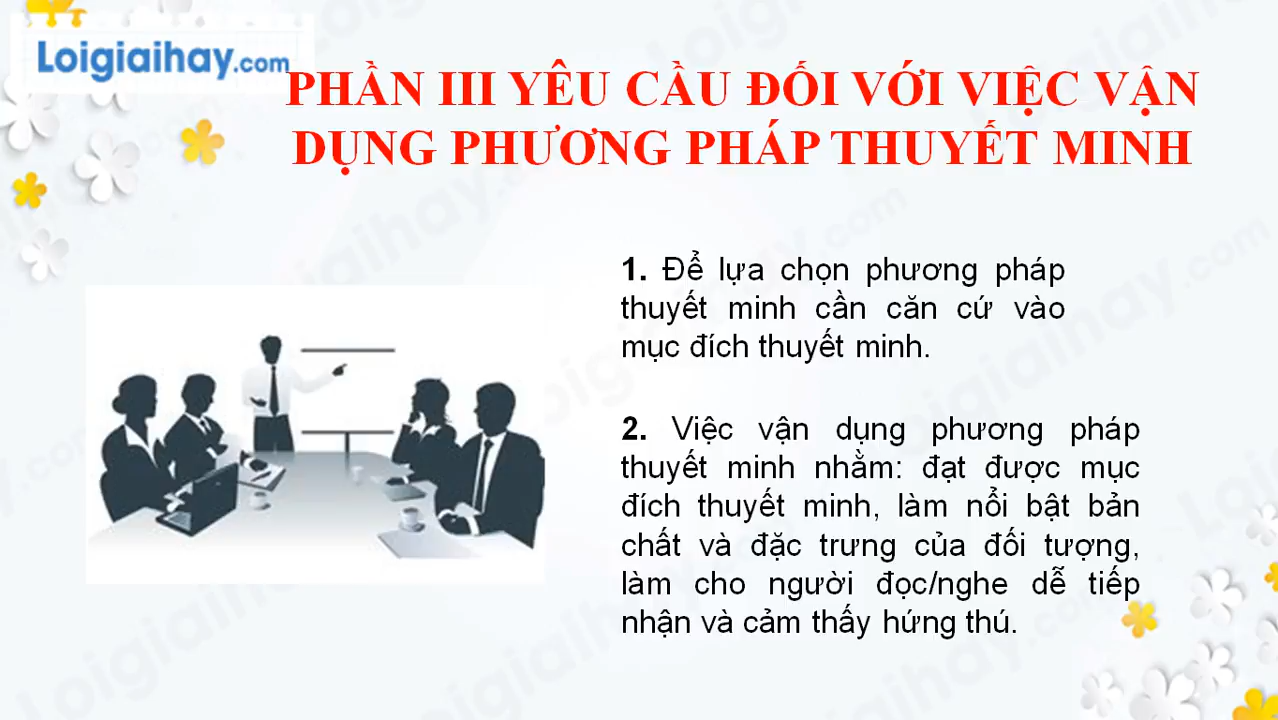 Loigiaihay.com
PHẦN III YÊU CẦU ĐỐI VỚI VIỆC VẬN
DỤNG PHƯƠNG PHÁP THUYẾT MINH
1. Để lựa chọn phương pháp
thuyết minh cần căn cứ vào
mục đích thuyết minh.
2. Việc vận dụng phương pháp
thuyết minh nhằm: đạt được mục
đích thuyết minh, làm nổi bật bản
chất và đặc trưng của đối tượng,
làm cho người đọc/nghe dễ tiếp
nhận và cảm thấy hứng thú.